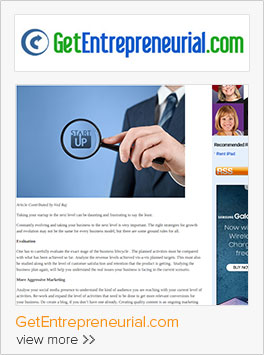 GetEntrepreneurial.com
START
UP
Recommended R
Rent iPad
RSS
Article Contributed by Ted Raj
Taking your startup to the next level can be daunting and frustrating to say the least.
Constantly evolving and taking your business to the next level is very important. The right strategies for growth
and evolution may not be the same for every business model, but there are some ground rules for all.
Evaluation
One has to carefully evaluate the exact stage of the business lifecycle. The planned activities must be compared
with what has been achieved so far. Analyze the revenue levels achieved vis-a-vis planned targets. This must also
be studied along with the level of customer satisfaction and retention that the product is getting. Valuing the
business plan again, will help you understand the real issues your business is facing in the current scenario.
More Aggressive Marketing
Analyze your social media presence to understand the kind of audience you are reaching with your current level of
activities, the reach and expand the level of activities that need to be done to get more relevant conversions for
your business. Do create a blog, if you don't have one already. Creating quality content is an ongoing marketing
SAMSUNG
GetEntrepreneurial.com
view more >>